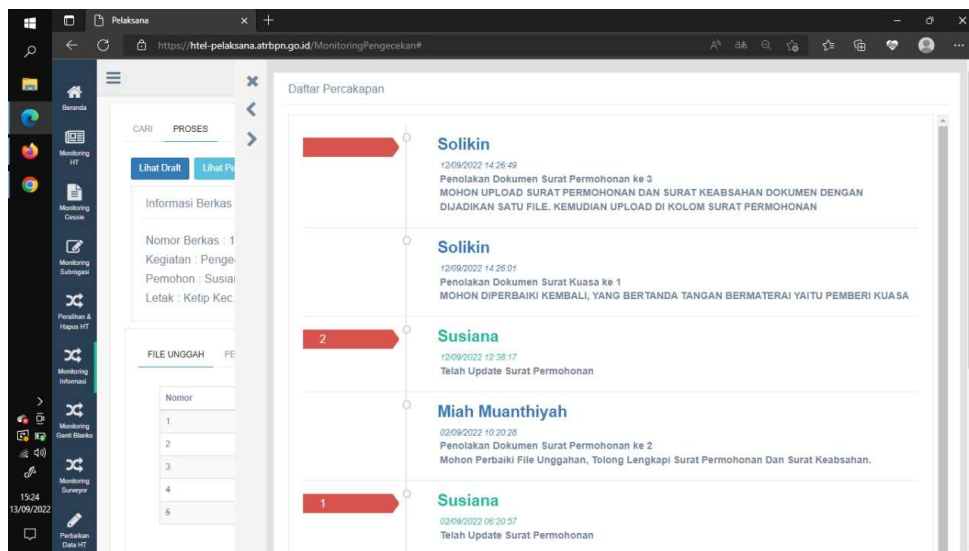 Pelaksana
https://htel-pelaksana.atrbpn.go.id/MonitoringPengecekan#
Beranda
Monitoring
HT
Monitoring
Cessie
Monitoring
Subrogasi
Peralihan &
Hapus HT
Monitoring
Informasi
Monitoring
Ganti Blanko
Monitoring
Surveyor
Perbaikan
Data HT
15:24
13/09/2022
CARI PROSES
Lihat Draft Lihat Pe
Informasi Berkas
Nomor Berkas : 1
Kegiatan : Penge
Pemohon : Susia
Letak : Ketip Kec.
FILE UNGGAH PE
Nomor
1
2
3
4
5
Daftar Percakapan
Solikin
12/09/2022 14:26:49
Penolakan Dokumen Surat Permohonan ke 3
MOHON UPLOAD SURAT PERMOHONAN DAN SURAT KEABSAHAN DOKUMEN DENGAN
DIJADIKAN SATU FILE. KEMUDIAN UPLOAD DI KOLOM SURAT PERMOHONAN
Solikin
12/09/2022 14:26:01
Penolakan Dokumen Surat Kuasa ke 1
MOHON DIPERBAIKI KEMBALI, YANG BERTANDA TANGAN BERMATERAI YAITU PEMBERI KUASA
2
Susiana
12/09/2022 12:38:17
Telah Update Surat Permohonan
Miah Muanthiyah
02/09/2022 10:20:28
Penolakan Dokumen Surat Permohonan ke 2
Mohon Perbaiki File Unggahan, Tolong Lengkapi Surat Permohonan Dan Surat Keabsahan.
1
Susiana
02/09/2022 06:20:57
Telah Update Surat Permohonan